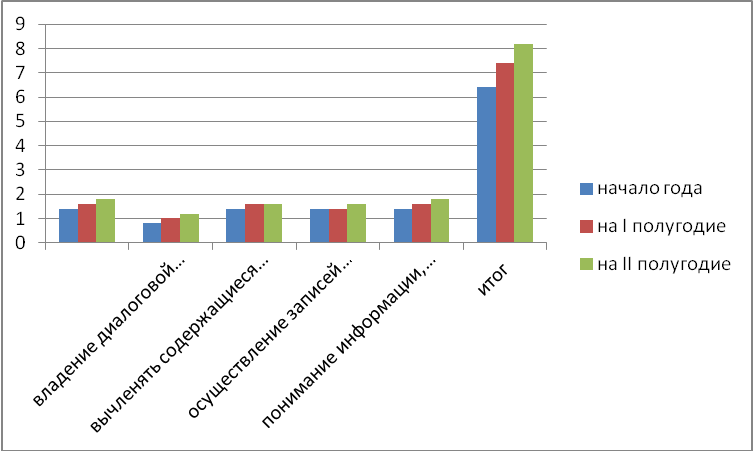 9
8
7
6
5
4
3
2
1
0
владение диалоговой...
вычленять содержащиеся...
осуществление записей...
понимание информации,...
итог
начало года
на I полугодие
на II полугодие